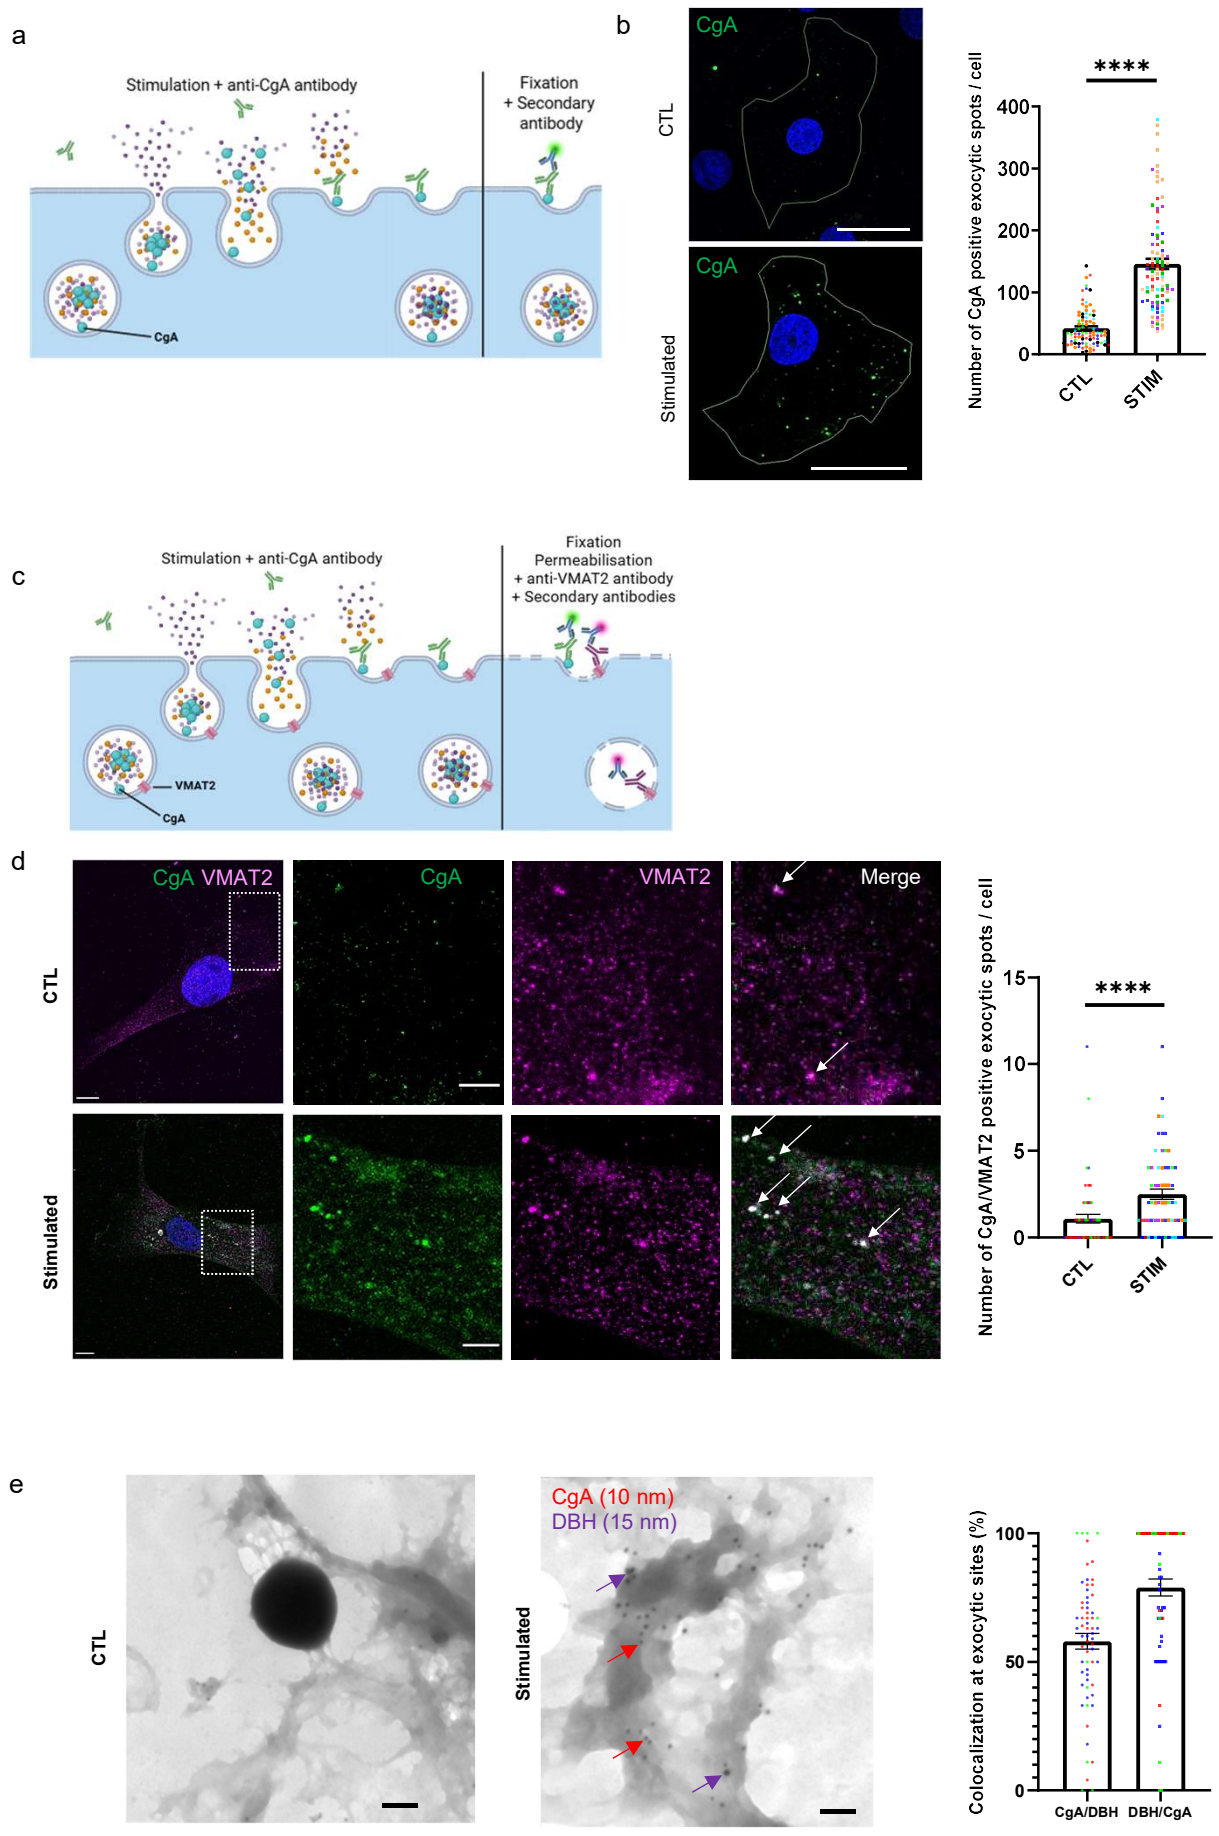 a
Stimulation + anti-CgA antibody
Fixation
+ Secondary
antibody
CgA
b
CgA
CTL
CgA
Stimulated
Number of CgA positive exocytic spots / cell
****
400
300
200
100
0
CTL
STIM
c
Stimulation + anti-CgA antibody
Fixation
Permeabilisation
+ anti-VMAT2 antibody
+ Secondary antibodies
VMAT2
CgA
d
CgA VMAT2
CgA
VMAT2
Merge
CTL
Stimulated
Number of CgA/VMAT2 positive exocytic spots / cell
****
15
10
5
0
CTL
STIM
e
CTL
Stimulated
CgA (10 nm)
DBH (15 nm)
Colocalization at exocytic sites (%)
100
50
0
CgA/DBH
DBH/CgA